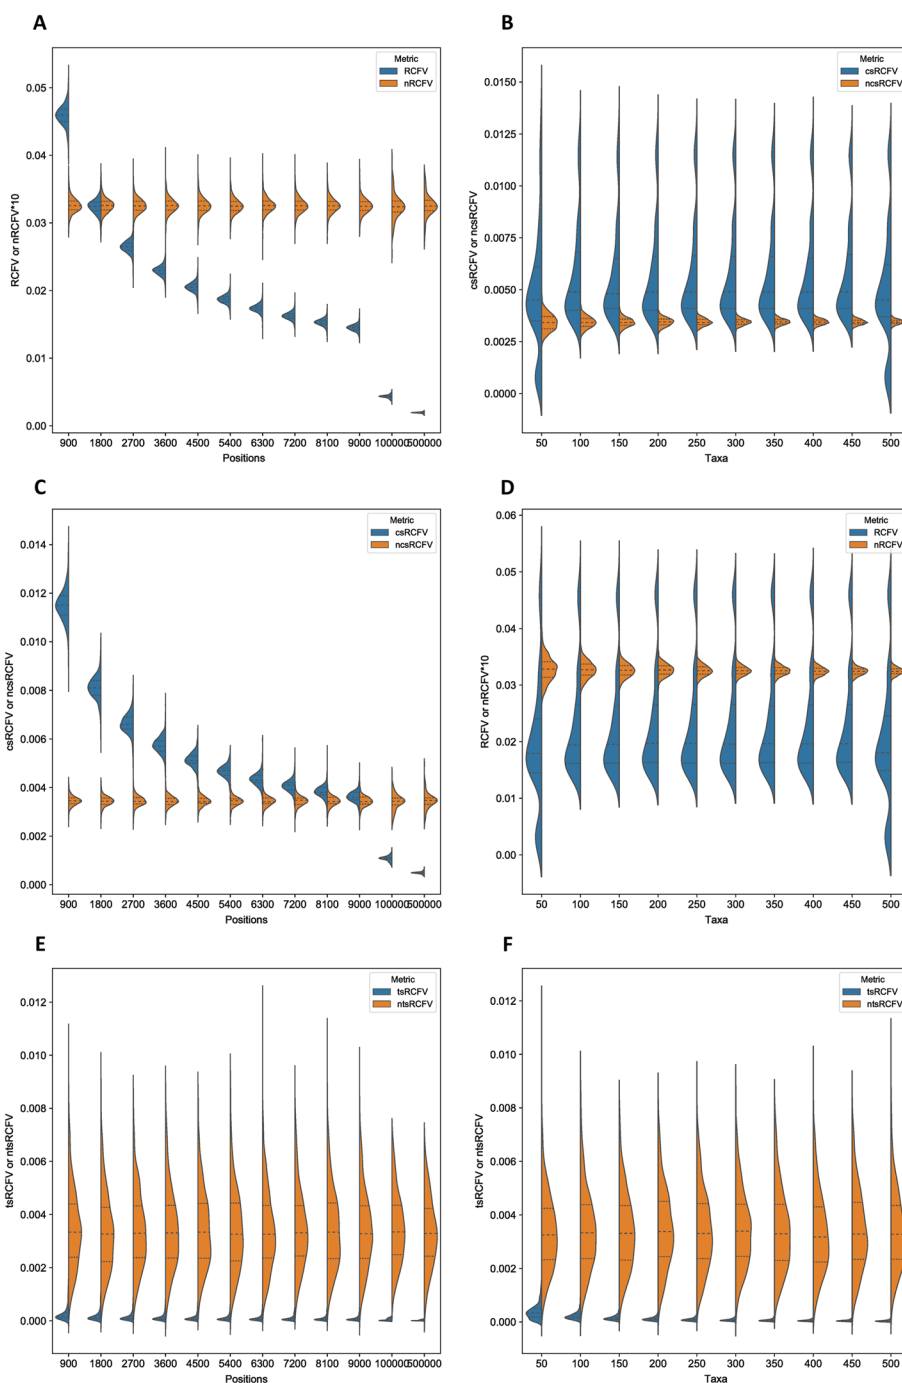 A
Metric
RCFV
nRCFV
RCFV or nRCFV*10
0.05
0.04
0.03
0.02
0.01
0.00
900 1800 2700 3600 4500 5400 6300 7200 8100 9000 100000 500000
Positions
B
Metric
csRCFV
ncsRCFV
csRCFV or ncsRCFV
0.0150
0.0125
0.0100
0.0075
0.0050
0.0025
0.0000
50 100 150 200 250 300 350 400 450 500
Taxa
C
Metric
csRCFV
ncsRCFV
csRCFV or ncsRCFV
0.014
0.012
0.010
0.008
0.006
0.004
0.002
0.000
900 1800 2700 3600 4500 5400 6300 7200 8100 9000 100000 500000
Positions
D
Metric
RCFV
nRCFV
RCFV or nRCFV*10
0.06
0.05
0.04
0.03
0.02
0.01
0.00
50 100 150 200 250 300 350 400 450 500
Taxa
E
Metric
tsRCFV
ntsRCFV
tsRCFV or ntsRCFV
0.012
0.010
0.008
0.006
0.004
0.002
0.000
900 1800 2700 3600 4500 5400 6300 7200 8100 9000 100000 500000
Positions
F
Metric
tsRCFV
ntsRCFV
tsRCFV or ntsRCFV
0.012
0.010
0.008
0.006
0.004
0.002
0.000
50 100 150 200 250 300 350 400 450 500
Taxa